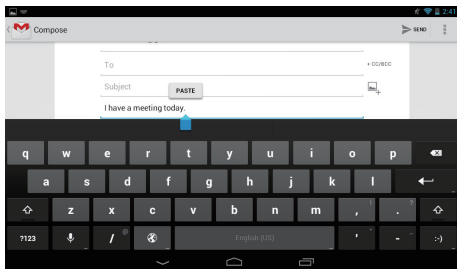 2:41
Compose
SEND
To
+ CC/BCC
Subject
PASTE
I have a meeting today.
q w e r t y u i o p
a s d f g h j k l
z x c v b n m , ! . ?
?123 / @ English (US) ' " - _ :-)